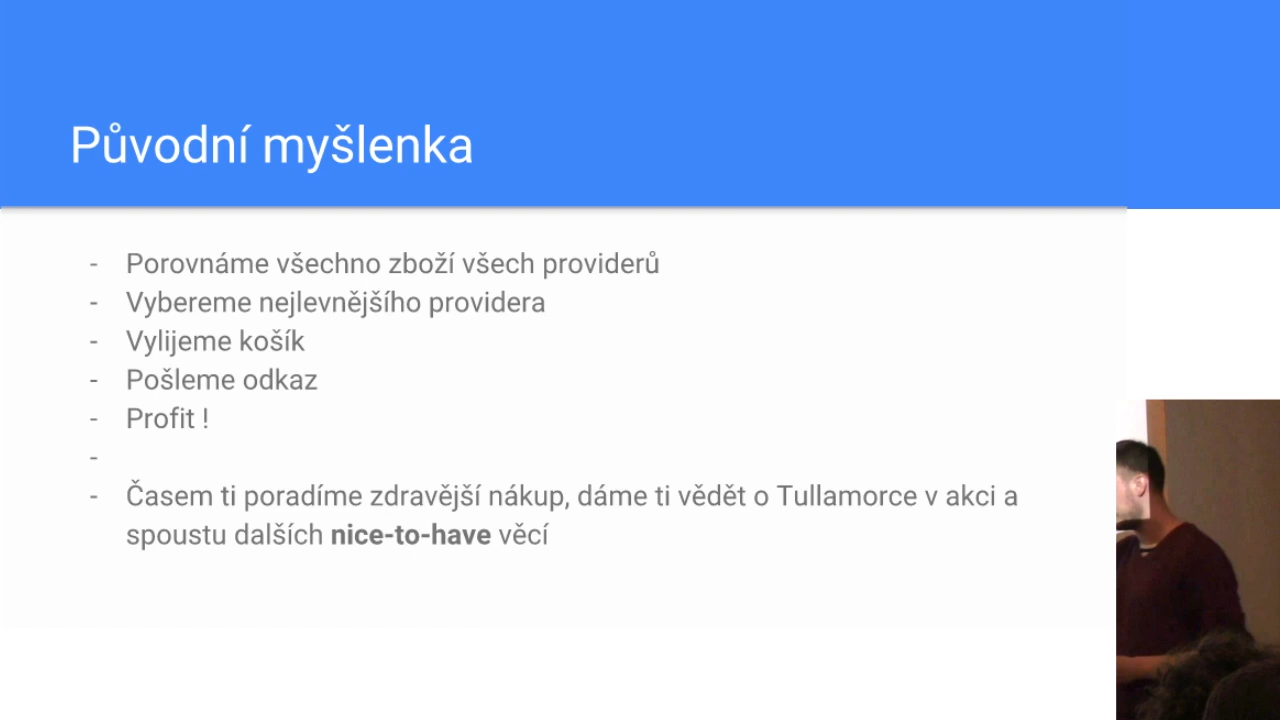 Původní myšlenka
- Porovnáme všechno zboží všech providerů
- Vybereme nejlevnějšího providera
- Vylijeme košík
- Pošleme odkaz
- Profit !
-
- Časem ti poradíme zdravější nákup, dáme ti vědět o Tullamorce v akci a
spoustu dalších nice-to-have věcí